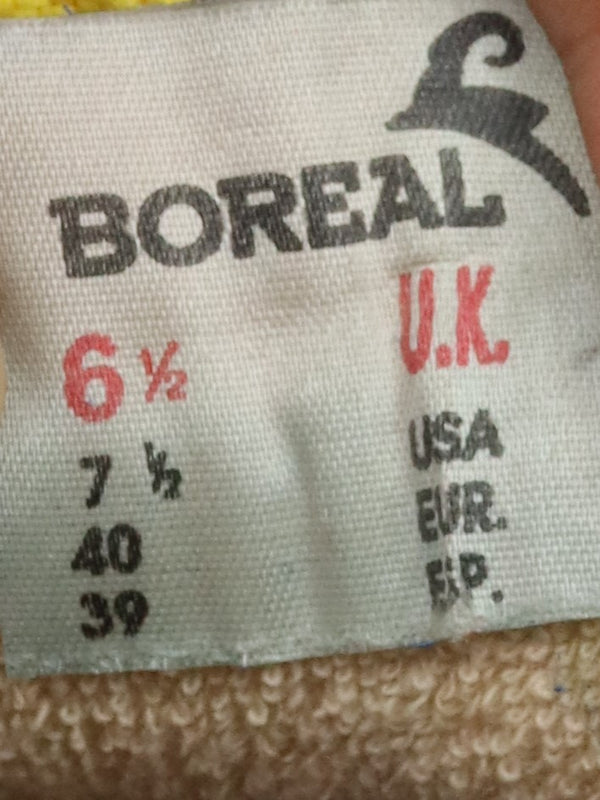 BOREAL
6 ½ U.K.
7 ½ USA
40 EUR.
39 ESP.